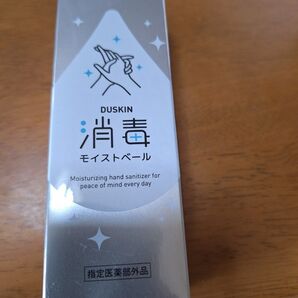 DUSKIN
消毒
モイストベール
Moisturizing hand sanitizer for
peace of mind every day
指定医薬部外品